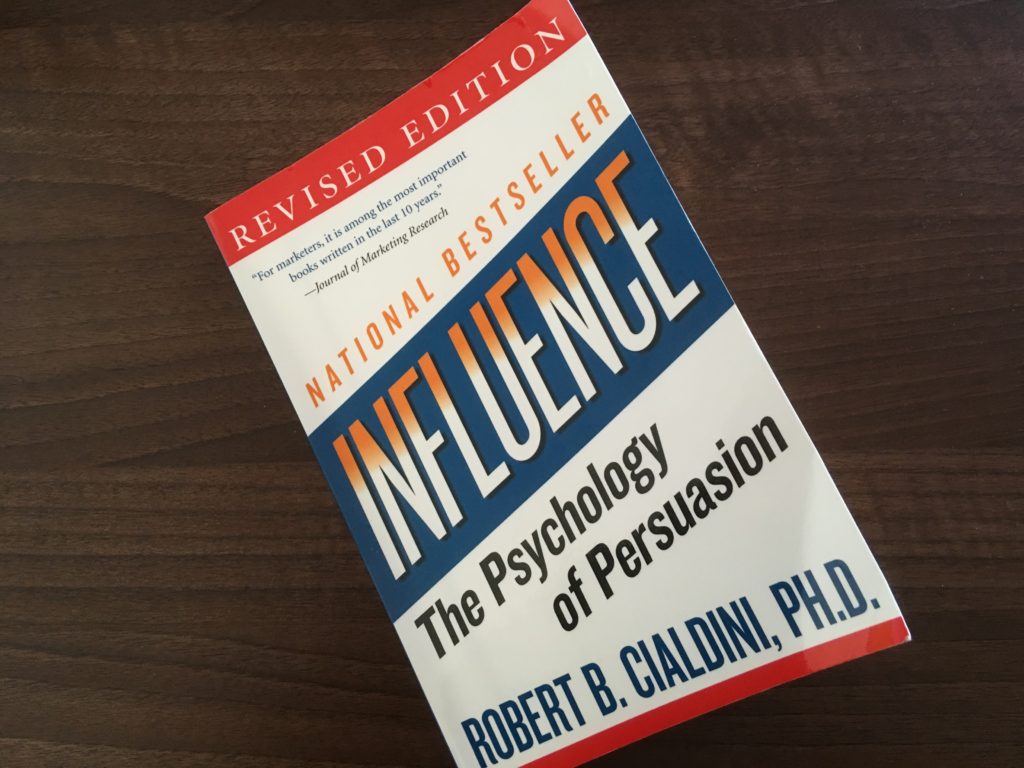 REVISED EDITION
"For marketers, it is among the most important
books written in the last 10 years."
—Journal of Marketing Research
NATIONAL BESTSELLER
INFLUENCE
The Psychology
of Persuasion
ROBERT B. CIALDINI, PH.D.